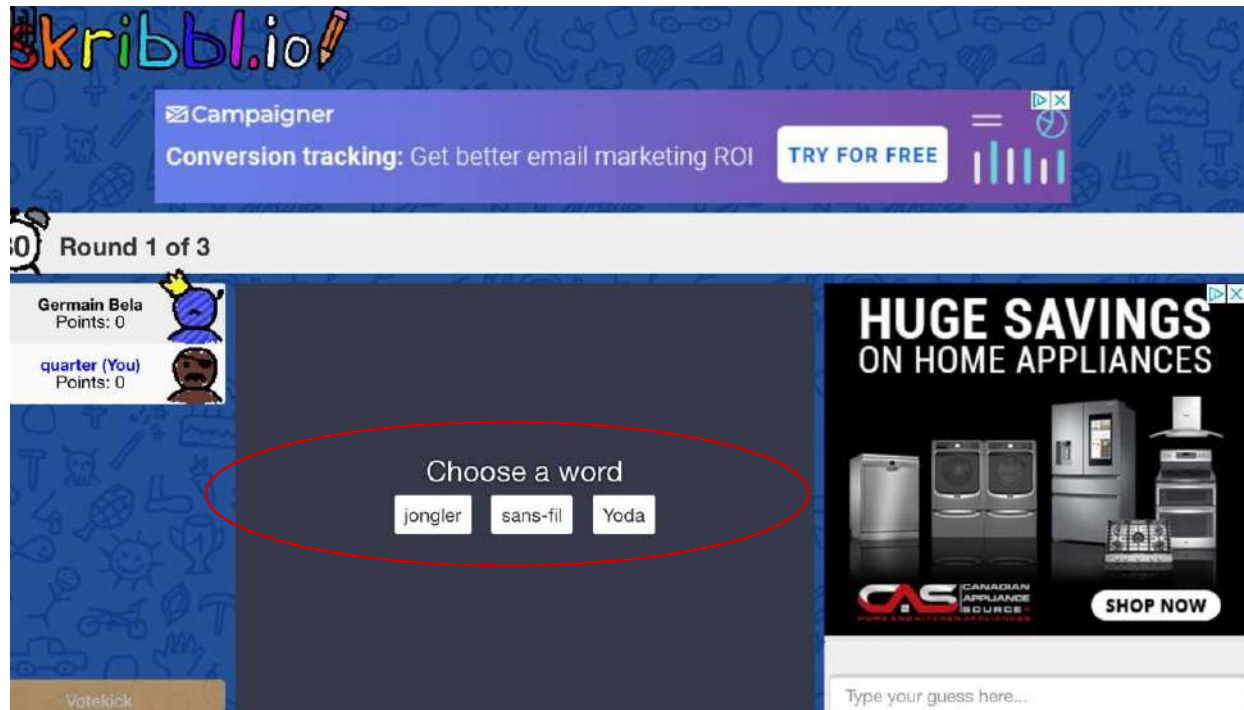 skribbl.io
Campaigner
Conversion tracking: Get better email marketing ROI
TRY FOR FREE
Round 1 of 3
Germain Bela
Points: 0
quarter (You)
Points: 0
Choose a word
jongler sans-fil Yoda
HUGE SAVINGS
ON HOME APPLIANCES
CAS CANADIAN
APPLIANCE
SOURCE
SHOP NOW
Votekick
Type your guess here...